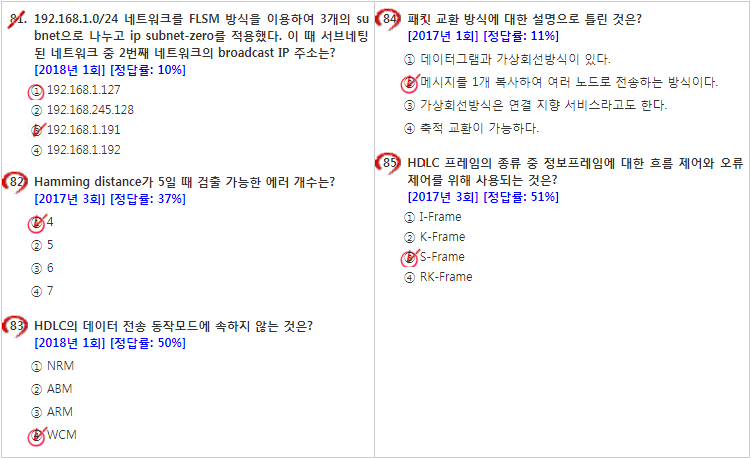 81. 192.168.1.0/24 네트워크를 FLSM 방식을 이용하여 3개의 su
bnet으로 나누고 ip subnet-zero를 적용했다. 이 때 서브네팅
된 네트워크 중 2번째 네트워크의 broadcast IP 주소는?
[2018년 1회] [정답률: 10%]
① 192.168.1.127
② 192.168.245.128
③ 192.168.1.191
④ 192.168.1.192
82. Hamming distance가 5일 때 검출 가능한 에러 개수는?
[2017년 3회] [정답률: 37%]
① 4
② 5
③ 6
④ 7
83. HDLC의 데이터 전송 동작모드에 속하지 않는 것은?
[2018년 1회] [정답률: 50%]
① NRM
② ABM
③ ARM
④ WCM
84. 패킷 교환 방식에 대한 설명으로 틀린 것은?
[2017년 1회] [정답률: 11%]
① 데이터그램과 가상회선방식이 있다.
② 메시지를 1개 복사하여 여러 노드로 전송하는 방식이다.
③ 가상회선방식은 연결 지향 서비스라고도 한다.
④ 축적 교환이 가능하다.
85. HDLC 프레임의 종류 중 정보프레임에 대한 흐름 제어와 오류
제어를 위해 사용되는 것은?
[2017년 3회] [정답률: 51%]
① I-Frame
② K-Frame
③ S-Frame
④ RK-Frame